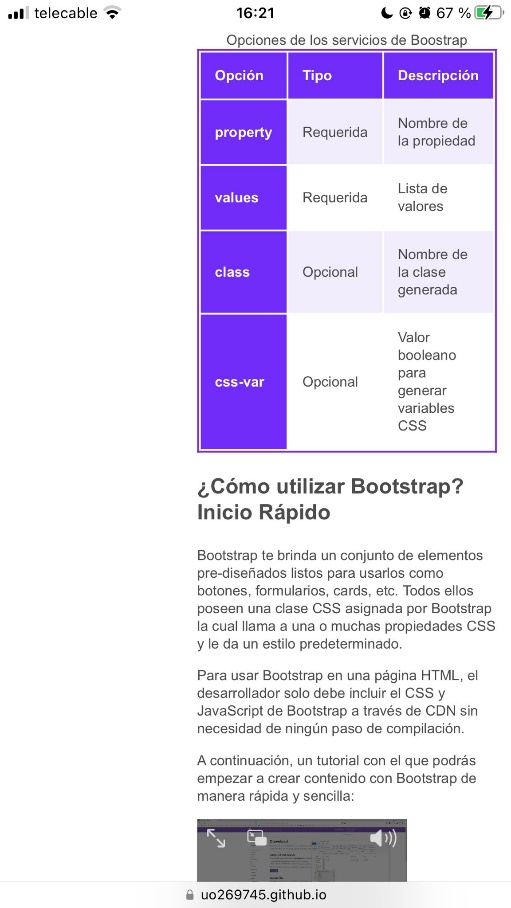 telecable 16:21 67 %
Opciones de los servicios de Boostrap
Opción Tipo Descripción
property Requerida Nombre de
la propiedad
values Requerida Lista de
valores
class Opcional Nombre de
la clase
generada
css-var Opcional Valor
booleano
para
generar
variables
CSS
¿Cómo utilizar Bootstrap?
Inicio Rápido
Bootstrap te brinda un conjunto de elementos
pre-diseñados listos para usarlos como
botones, formularios, cards, etc. Todos ellos
poseen una clase CSS asignada por Bootstrap
la cual llama a una o muchas propiedades CSS
y le da un estilo predeterminado.
Para usar Bootstrap en una página HTML, el
desarrollador solo debe incluir el CSS y
JavaScript de Bootstrap a través de CDN sin
necesidad de ningún paso de compilación.
A continuación, un tutorial con el que podrás
empezar a crear contenido con Bootstrap de
manera rápida y sencilla:
uo269745.github.io